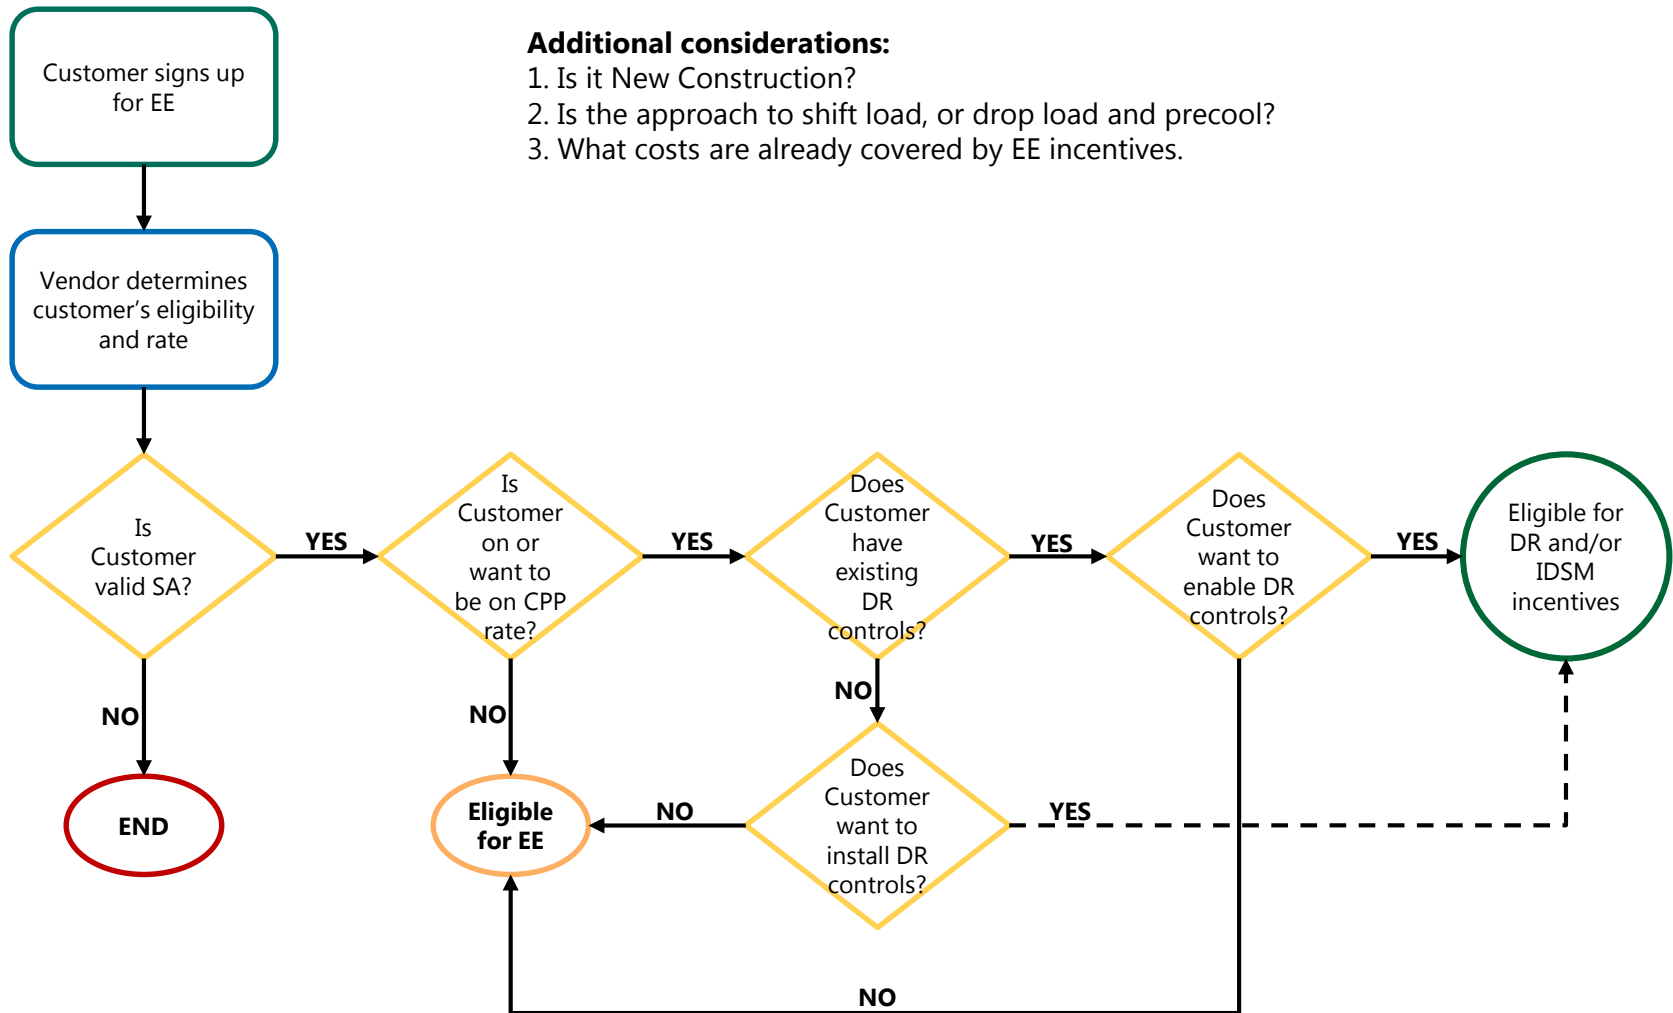 Customer signs up
for EE
Additional considerations:
1. Is it New Construction?
2. Is the approach to shift load, or drop load and precool?
3. What costs are already covered by EE incentives.
Vendor determines
customer’s eligibility
and rate
Is
Customer
valid SA?
YES
Is
Customer
on or
want to
be on CPP
rate?
YES
Does
Customer
have
existing
DR
controls?
YES
Does
Customer
want to
enable DR
controls?
YES
Eligible for
DR and/or
IDSM
incentives
NO
NO
NO
END
Eligible
for EE
NO
Does
Customer
want to
install DR
controls?
YES
NO